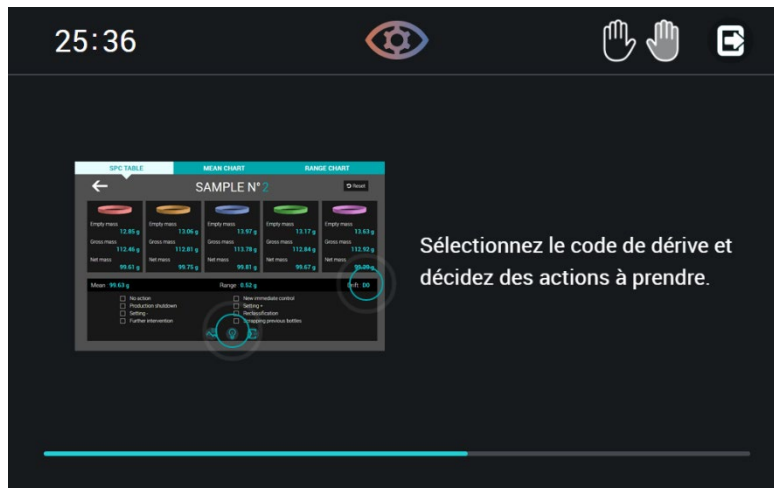 25:36
SPC TABLE MEAN CHART RANGE CHART
SAMPLE N° 2 Reset
Empty mass Empty mass Empty mass Empty mass Empty mass
12.85 g 13.06 g 13.97 g 13.17 g 13.63 g
Gross mass Gross mass Gross mass Gross mass Gross mass
112.46 g 112.81 g 113.78 g 112.84 g 112.92 g
Net mass Net mass Net mass Net mass Net mass
99.61 g 99.75 g 99.81 g 99.67 g
Mean : 99.63 g Range : 0.52 g Drift : D0
No action New immediate control
Production shutdown Setting +
Setting - Reclassification
Further intervention previous bottles
Sélectionnez le code de dérive et
décidez des actions à prendre.